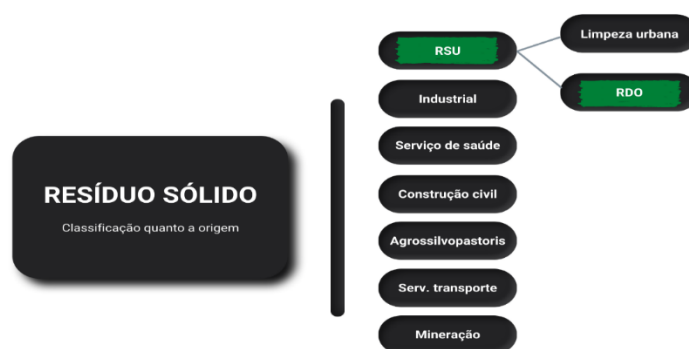 RESÍDUO SÓLIDO
Classificação quanto a origem
RSU
Limpeza urbana
RDO
Industrial
Serviço de saúde
Construção civil
Agrossilvopastoris
Serv. transporte
Mineração